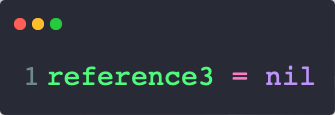 1 reference3 = nil